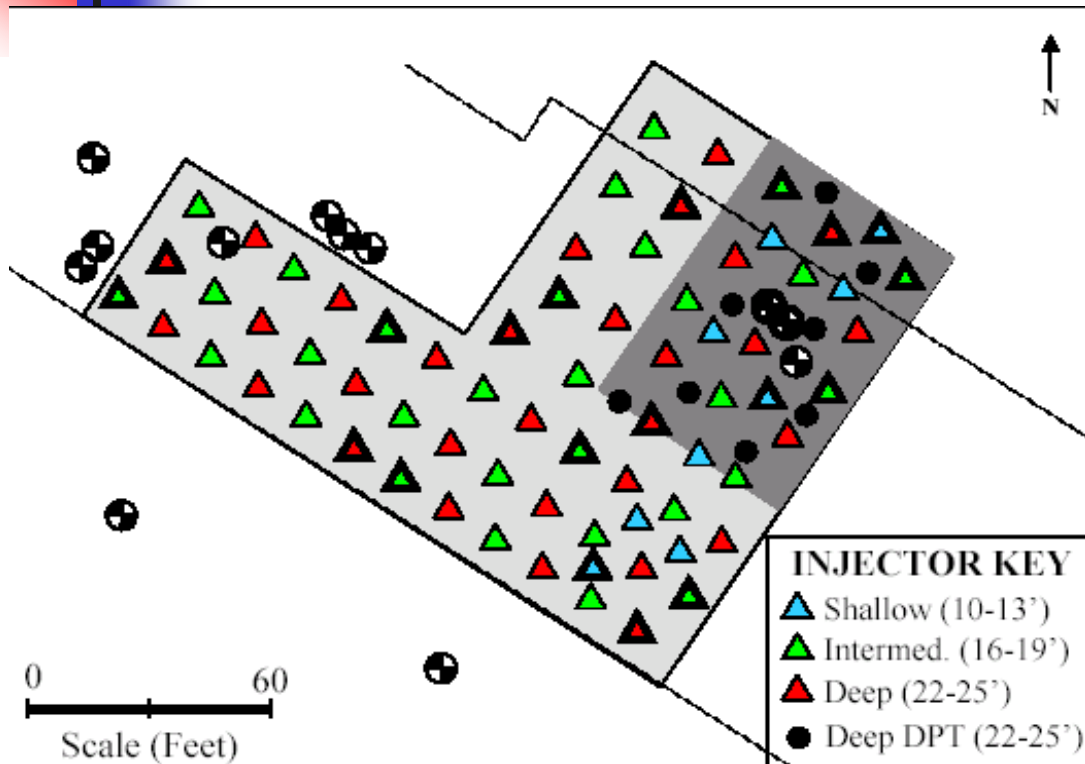 N
INJECTOR KEY
Shallow (10-13’)
Intermed. (16-19’)
Deep (22-25’)
Deep DPT (22-25’)
0 60
Scale (Feet)